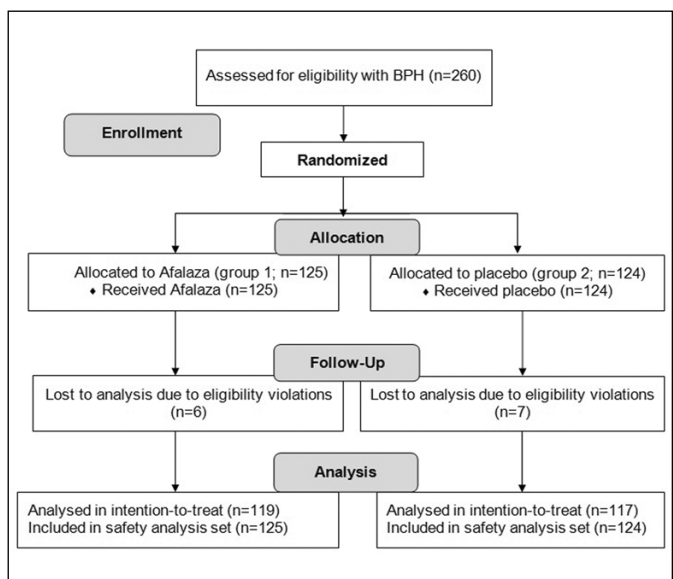 Assessed for eligibility with BPH (n=260)
Enrollment
Randomized
Allocation
Allocated to Afalaza (group 1; n=125)
♦ Received Afalaza (n=125)
Allocated to placebo (group 2; n=124)
♦ Received placebo (n=124)
Follow-Up
Lost to analysis due to eligibility violations
(n=6)
Lost to analysis due to eligibility violations
(n=7)
Analysis
Analysed in intention-to-treat (n=119)
Included in safety analysis set (n=125)
Analysed in intention-to-treat (n=117)
Included in safety analysis set (n=124)